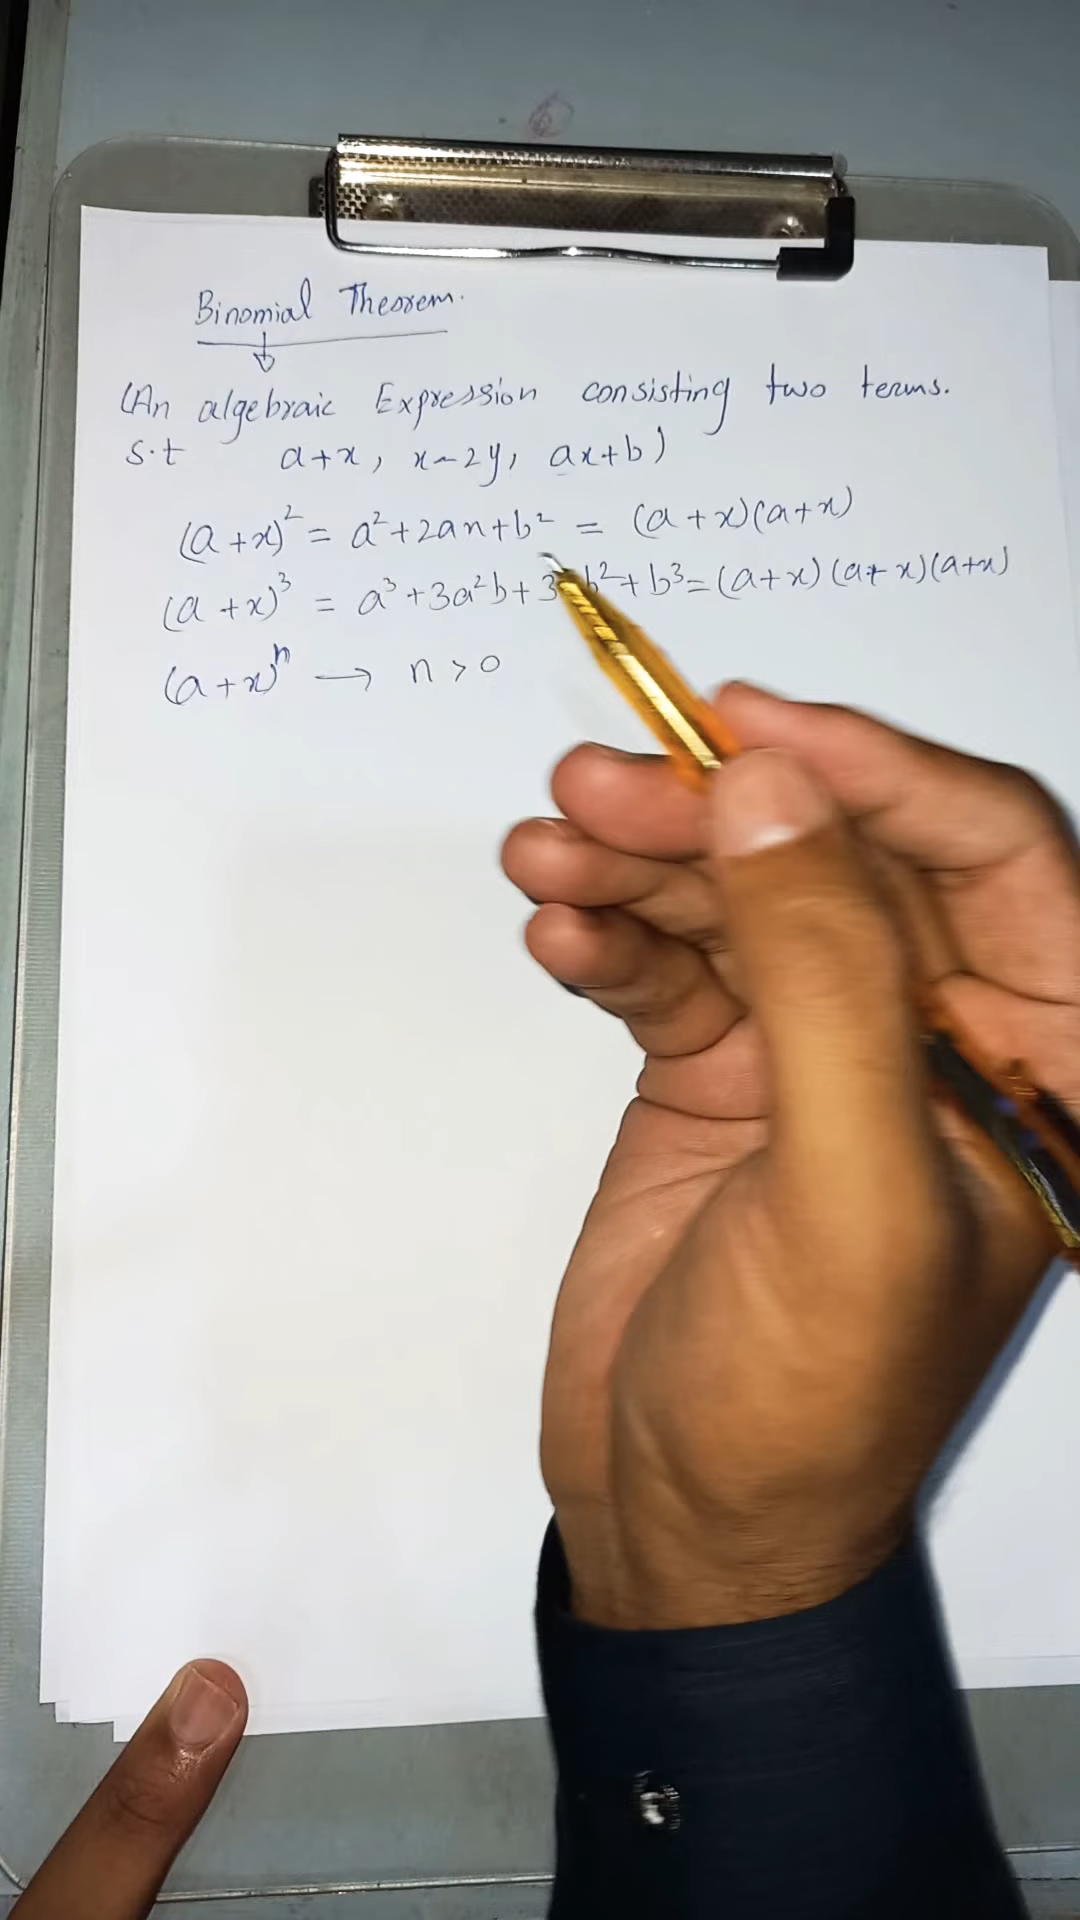 Binomial Theorem.
(An algebraic Expression consisting two terms.
s.t a+x, x-2y, ax+b)
(a+x)² = a²+2ax+b² = (a+x)(a+x)
(a+x)³ = a³+3a²b+3 b²+b³=(a+x)(a+x)(a+x)
(a+x)ⁿ → n>0